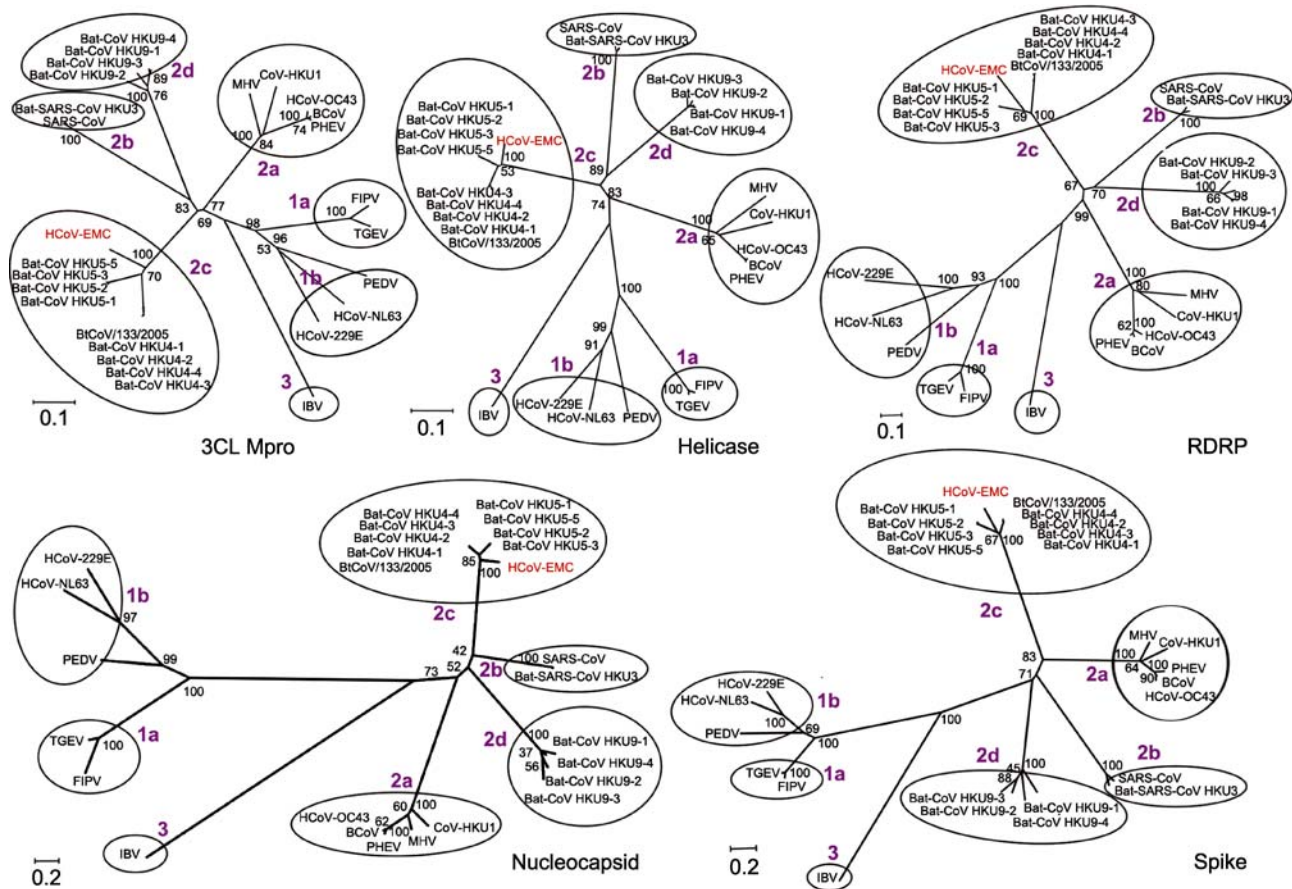 Bat-CoV HKU9-4
Bat-CoV HKU9-1
Bat-CoV HKU9-3
Bat-CoV HKU9-2
2d
89
76
100
Bat-SARS-CoV HKU3
SARS-CoV
100
2b
MHV
CoV-HKU1
HCoV-OC43
BCoV
PHEV
100
74
100
84
2a
1a
FIPV
100
TGEV
83
77
69
98
96
53
1b
PEDV
HCoV-NL63
HCoV-229E
HCoV-EMC
100
2c
Bat-CoV HKU5-5
Bat-CoV HKU5-3
Bat-CoV HKU5-2
Bat-CoV HKU5-1
70
BtCoV/133/2005
Bat-CoV HKU4-1
Bat-CoV HKU4-2
Bat-CoV HKU4-4
Bat-CoV HKU4-3
3
IBV
0.1
3CL Mpro
SARS-CoV
Bat-SARS-CoV HKU3
100
2b
Bat-CoV HKU9-3
Bat-CoV HKU9-2
Bat-CoV HKU9-1
Bat-CoV HKU9-4
100
2d
Bat-CoV HKU5-1
Bat-CoV HKU5-2
Bat-CoV HKU5-3
Bat-CoV HKU5-5
HCoV-EMC
100
53
2c
Bat-CoV HKU4-3
Bat-CoV HKU4-4
Bat-CoV HKU4-2
Bat-CoV HKU4-1
BtCoV/133/2005
89
83
74
MHV
CoV-HKU1
100
65
2a
HCoV-OC43
BCoV
PHEV
100
99
91
1b
1a
HCoV-229E
HCoV-NL63
PEDV
100
FIPV
TGEV
3
IBV
0.1
Helicase
Bat-CoV HKU4-3
Bat-CoV HKU4-4
Bat-CoV HKU4-2
Bat-CoV HKU4-1
BtCoV/133/2005
HCoV-EMC
Bat-CoV HKU5-1
Bat-CoV HKU5-2
Bat-CoV HKU5-5
Bat-CoV HKU5-3
69
100
2c
SARS-CoV
Bat-SARS-CoV HKU3
100
2b
Bat-CoV HKU9-2
Bat-CoV HKU9-3
100
66
98
Bat-CoV HKU9-1
Bat-CoV HKU9-4
2d
67
70
99
HCoV-229E
100
93
100
HCoV-NL63
1b
PEDV
1a
100
TGEV
FIPV
2a
100
80
MHV
CoV-HKU1
62
100
HCoV-OC43
PHEV
BCoV
3
IBV
0.1
RDRP
HCoV-229E
HCoV-NL63
1b
97
PEDV
99
100
TGEV
100
1a
FIPV
Bat-CoV HKU4-4
Bat-CoV HKU4-3
Bat-CoV HKU4-2
Bat-CoV HKU4-1
BtCoV/133/2005
Bat-CoV HKU5-1
Bat-CoV HKU5-5
Bat-CoV HKU5-2
Bat-CoV HKU5-3
85
100
HCoV-EMC
2c
42
52
73
100
SARS-CoV
Bat-SARS-CoV HKU3
2b
2d
100
37
56
Bat-CoV HKU9-1
Bat-CoV HKU9-4
Bat-CoV HKU9-2
Bat-CoV HKU9-3
2a
HCoV-OC43
60
100
62
BCoV
100
CoV-HKU1
PHEV
MHV
3
IBV
0.2
Nucleocapsid
HCoV-EMC
Bat-CoV HKU5-1
Bat-CoV HKU5-2
Bat-CoV HKU5-3
Bat-CoV HKU5-5
67
100
BtCoV/133/2005
Bat-CoV HKU4-4
Bat-CoV HKU4-2
Bat-CoV HKU4-3
Bat-CoV HKU4-1
2c
83
71
MHV
CoV-HKU1
100
64
100
90
PHEV
BCoV
HCoV-OC43
2a
HCoV-229E
1b
HCoV-NL63
100
69
PEDV
100
TGEV
100
FIPV
1a
100
2d
45
100
88
Bat-CoV HKU9-3
Bat-CoV HKU9-2
Bat-CoV HKU9-1
Bat-CoV HKU9-4
2b
100
SARS-CoV
Bat-SARS-CoV HKU3
3
IBV
0.2
Spike